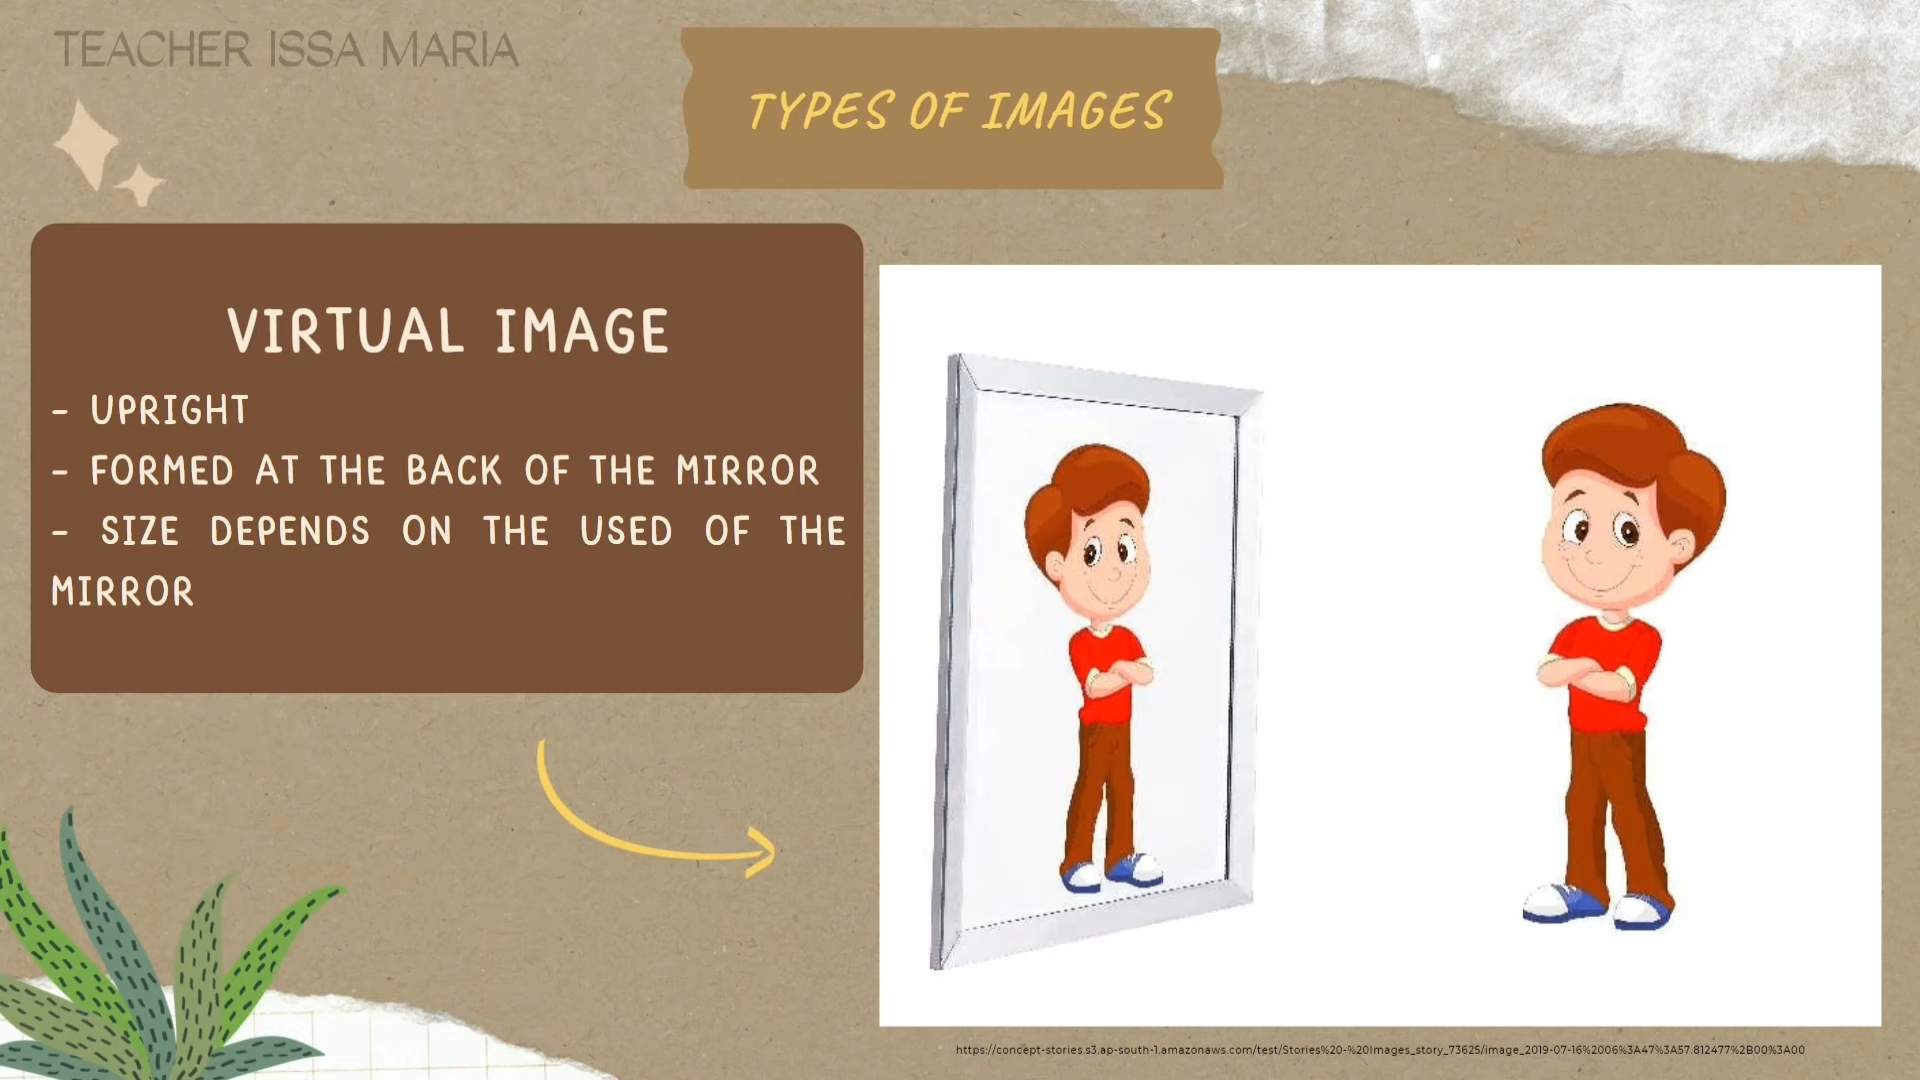 TEACHER ISSA MARIA
TYPES OF IMAGES
VIRTUAL IMAGE
- UPRIGHT
- FORMED AT THE BACK OF THE MIRROR
- SIZE DEPENDS ON THE USED OF THE
MIRROR
https://concept-stories.s3.ap-south-1.amazonaws.com/test/Stories%20-%20Images_story_73625/image_2019-07-16%2006%3A47%3A57.812477%2B00%3A00